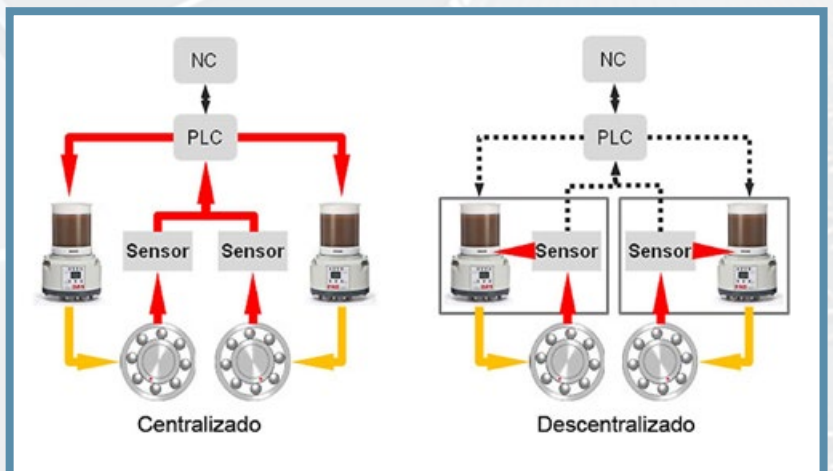 NC
PLC
Sensor
Sensor
Centralizado
NC
PLC
Sensor
Sensor
Descentralizado